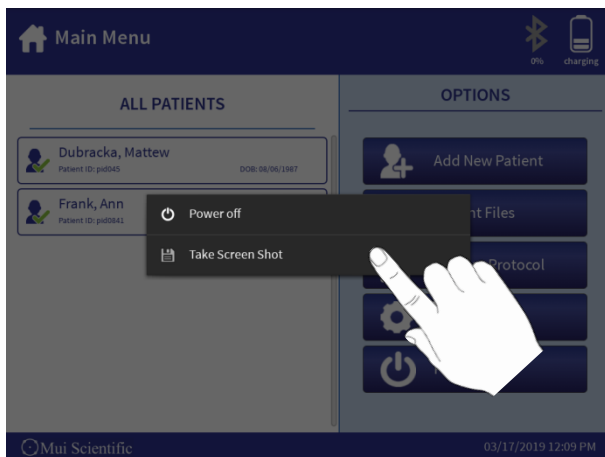 Main Menu
0%
charging
ALL PATIENTS
OPTIONS
Dubracka, Mattew
Patient ID: pid045
DOB: 08/06/1987
Add New Patient
Frank, Ann
Patient ID: pid0841
Power off
nt Files
Take Screen Shot
Protocol
Mui Scientific
03/17/2019 12:09 PM